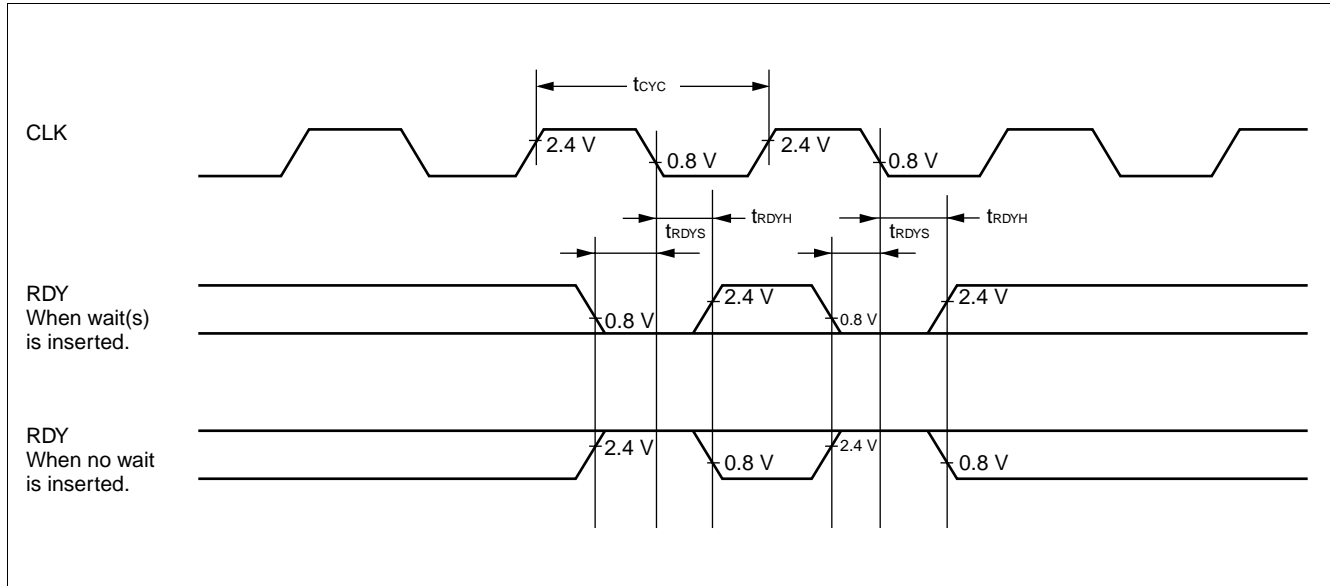 tCYC
CLK
2.4 V
0.8 V
2.4 V
0.8 V
tRDYH
tRDYH
tRDYS
tRDYS
RDY
When wait(s)
is inserted.
0.8 V
2.4 V
0.8 V
2.4 V
RDY
When no wait
is inserted.
2.4 V
0.8 V
2.4 V
0.8 V